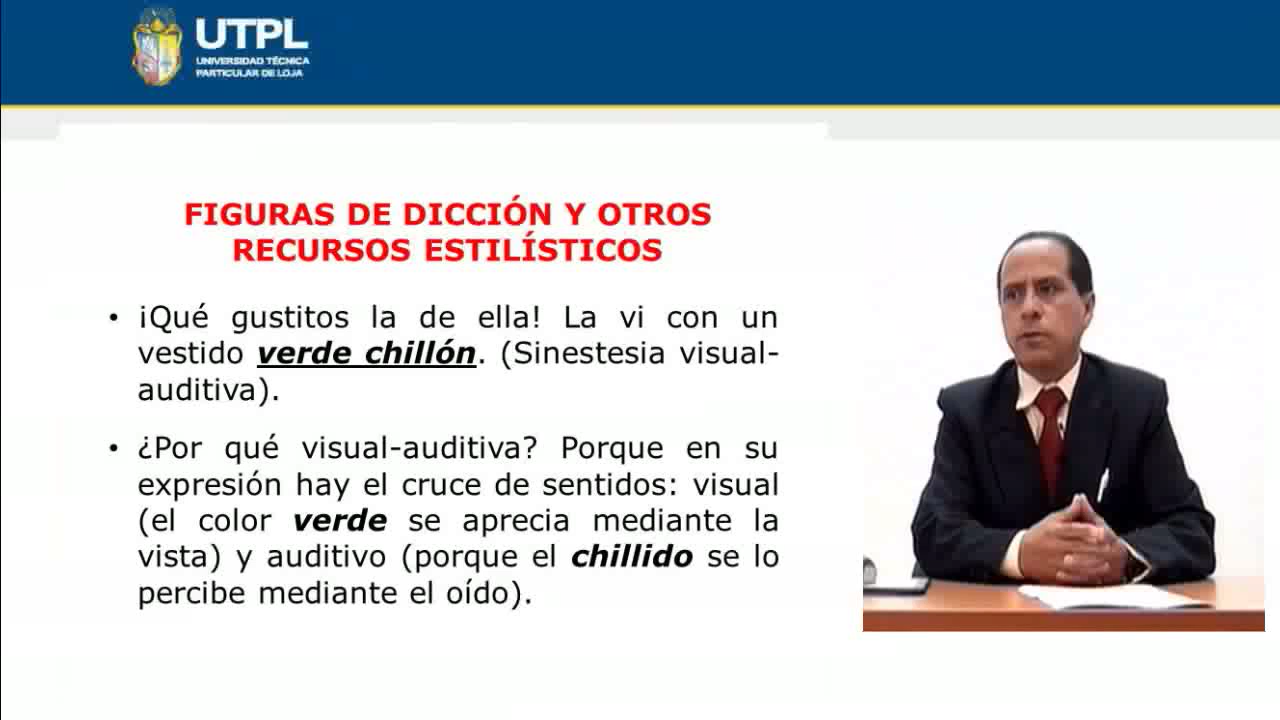 UTPL
UNIVERSIDAD TÉCNICA
PARTICULAR DE LOJA
FIGURAS DE DICCIÓN Y OTROS
RECURSOS ESTILÍSTICOS
• ¡Qué gustitos la de ella! La vi con un
vestido verde chillón. (Sinestesia visual-
auditiva).
• ¿Por qué visual-auditiva? Porque en su
expresión hay el cruce de sentidos: visual
(el color verde se aprecia mediante la
vista) y auditivo (porque el chillido se lo
percibe mediante el oído).